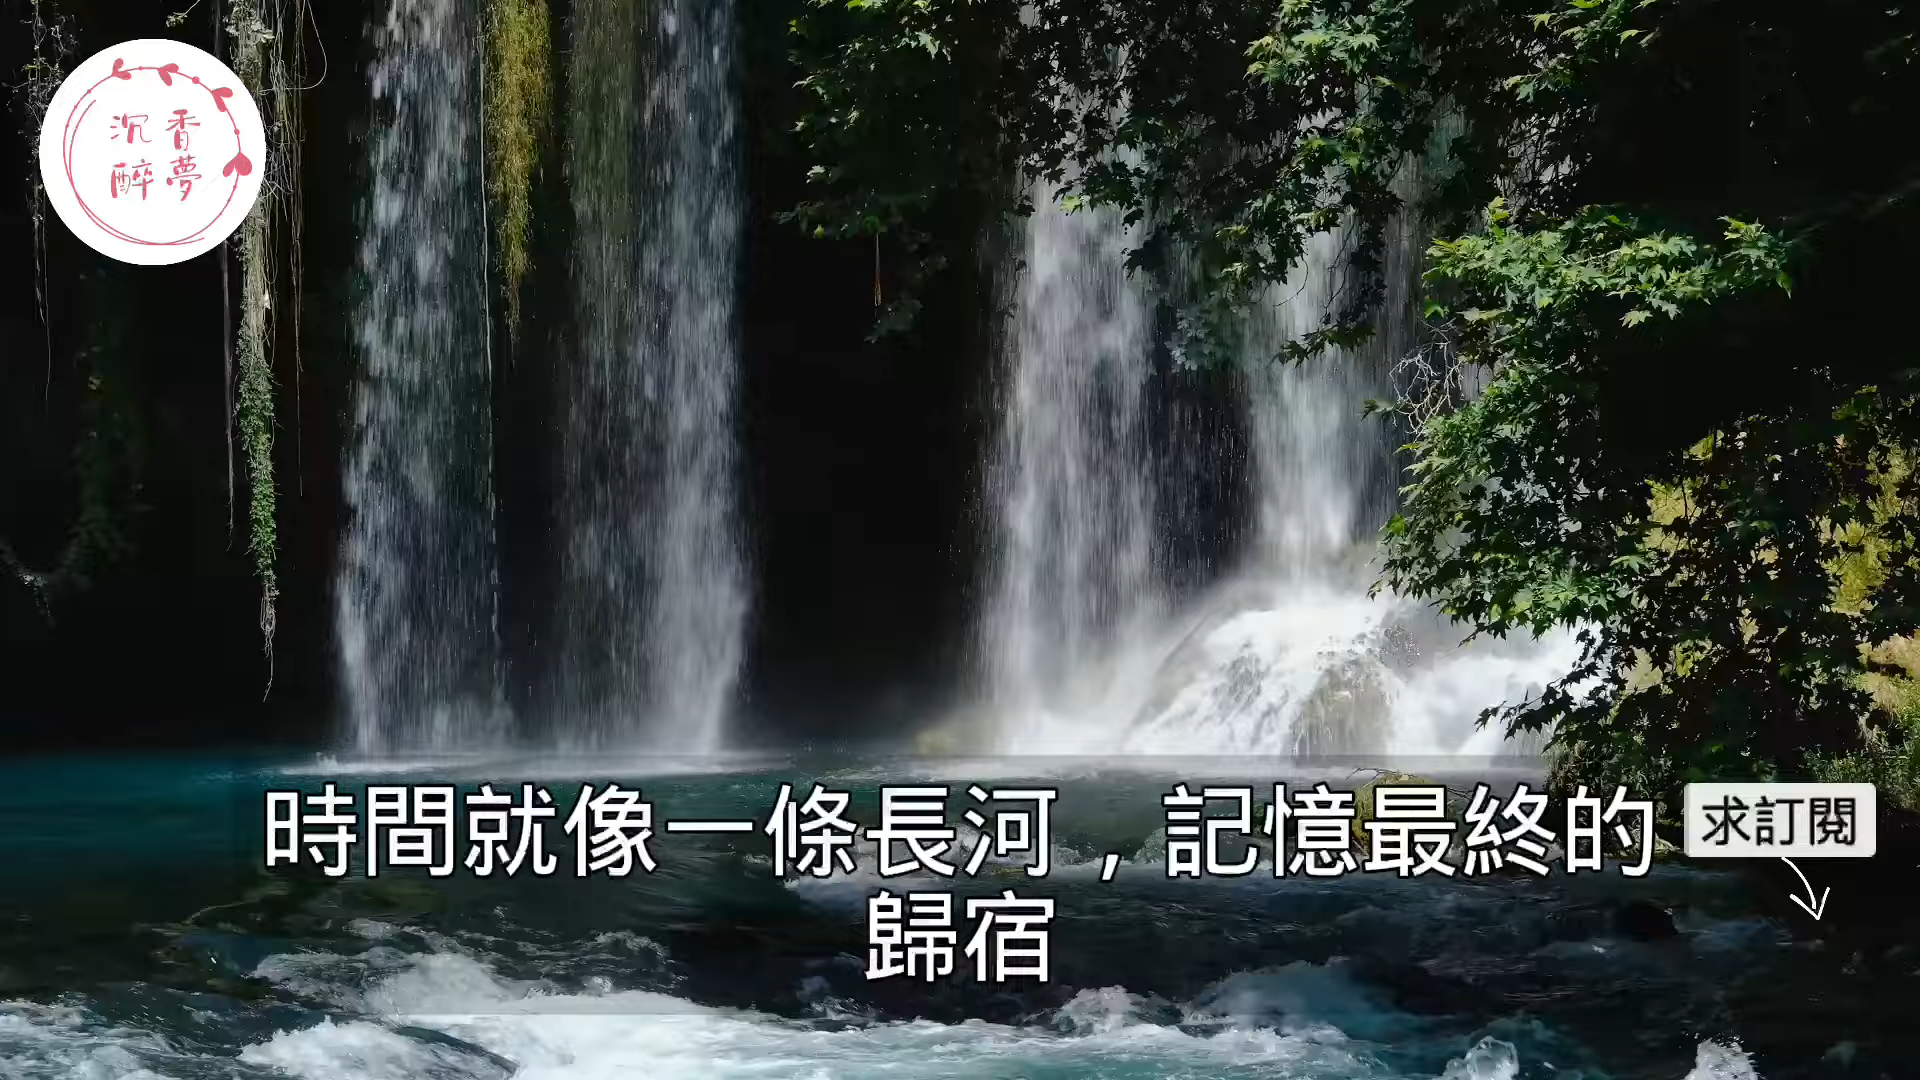 沉香
醉夢
時間就像一條長河，記憶最終的
歸宿
求訂閱